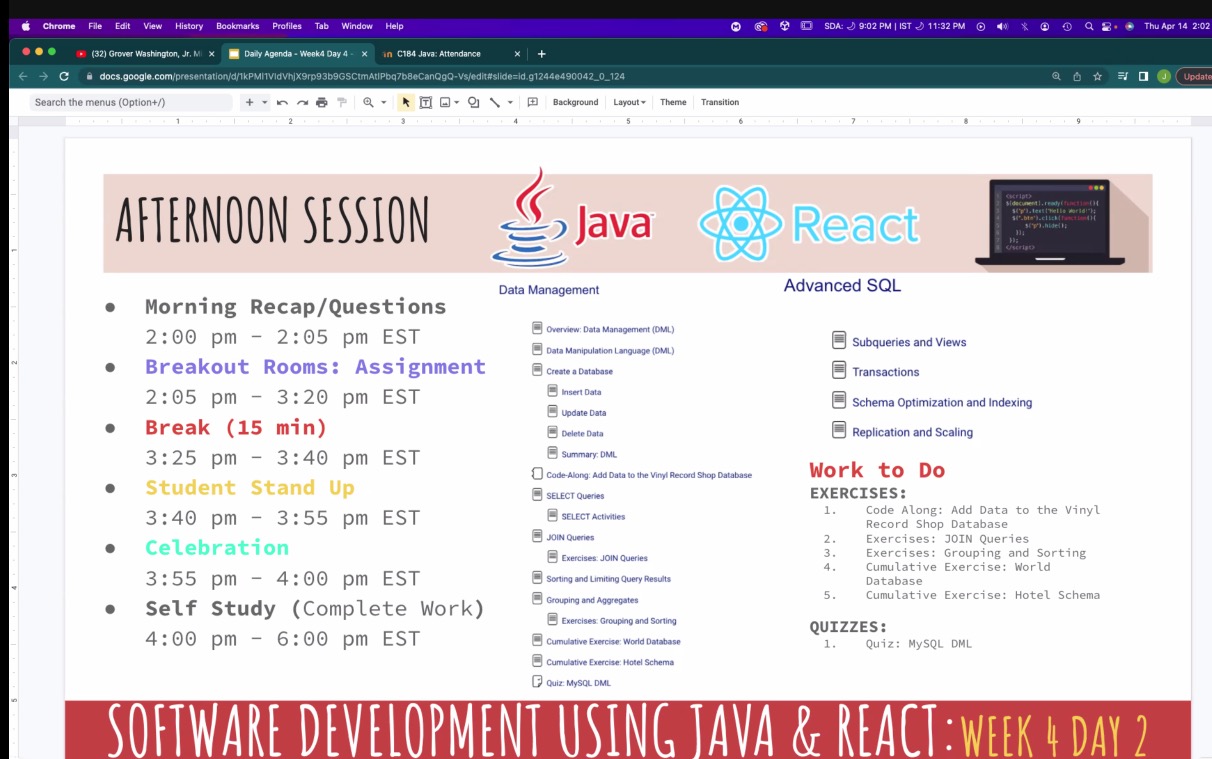 Chrome File Edit View History Bookmarks Profiles Tab Window Help SDA: 9:02 PM | IST 11:32 PM Thu Apr 14 2:02
(32) Grover Washington, Jr. Mi Daily Agenda - Week4 Day 4 - C184 Java: Attendance
docs.google.com/presentation/d/ Update
Search the menus (Option+/) Background Layout Theme Transition
1 2 3 4 5 6 7 8 9
AFTERNOON SESSION
Java
React
<script>
$(document).ready(function(){
$("p").text("Hello World!");
$(".btn").click(function(){
$("p").hide();
});
});
</script>
Morning Recap/Questions
2:00 pm - 2:05 pm EST
Breakout Rooms: Assignment
2:05 pm - 3:20 pm EST
Break (15 min)
3:25 pm - 3:40 pm EST
Student Stand Up
3:40 pm - 3:55 pm EST
Celebration
3:55 pm - 4:00 pm EST
Self Study (Complete Work)
4:00 pm - 6:00 pm EST
Data Management
Overview: Data Management (DML)
Data Manipulation Language (DML)
Create a Database
Insert Data
Update Data
Delete Data
Summary: DML
Code-Along: Add Data to the Vinyl Record Shop Database
SELECT Queries
SELECT Activities
JOIN Queries
Exercises: JOIN Queries
Sorting and Limiting Query Results
Grouping and Aggregates
Exercises: Grouping and Sorting
Cumulative Exercise: World Database
Cumulative Exercise: Hotel Schema
Quiz: MySQL DML
Advanced SQL
Subqueries and Views
Transactions
Schema Optimization and Indexing
Replication and Scaling
Work to Do
EXERCISES:
1. Code Along: Add Data to the Vinyl
Record Shop Database
2. Exercises: JOIN Queries
3. Exercises: Grouping and Sorting
4. Cumulative Exercise: World
Database
5. Cumulative Exercise: Hotel Schema
QUIZZES:
1. Quiz: MySQL DML
SOFTWARE DEVELOPMENT USING JAVA & REACT: WEEK 4 DAY 2